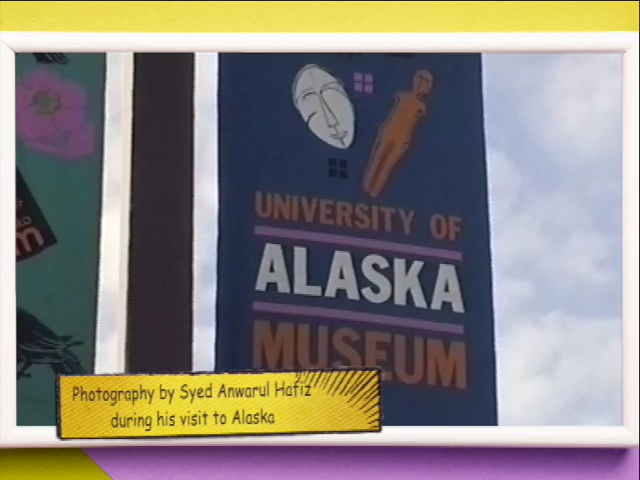 UNIVERSITY OF
ALASKA
MUSEUM
Photography by Syed Anwarul Hafiz
during his visit to Alaska